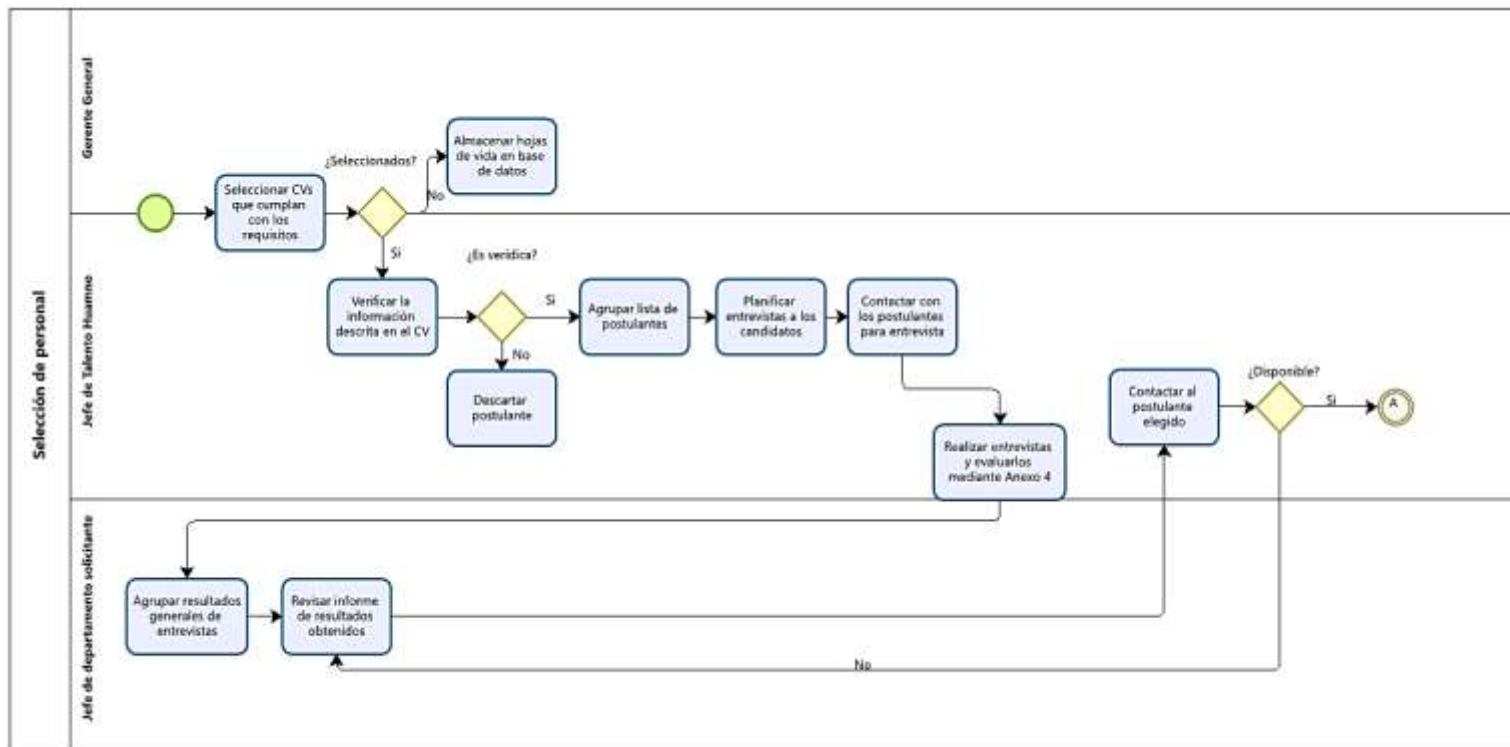 Selección de personal
Gerente General
Almacenar hojas
de vida en base
de datos
¿Seleccionados?
Seleccionar CVs
que cumplan
con los
requisitos
No
Si
Jefe de Talento Huamno
¿Es verídica?
Verificar la
información
descrita en el CV
Si
Agrupar lista de
postulantes
Planificar
entrevistas a los
candidatos
Contactar con
los postulantes
para entrevista
No
Descartar
postulante
¿Disponible?
Contactar al
postulante
elegido
Si
A
Realizar entrevistas
y evaluarlos
mediante Anexo 4
Jefe de departamento solicitante
Agrupar resultados
generales de
entrevistas
Revisar informe
de resultados
obtenidos
No